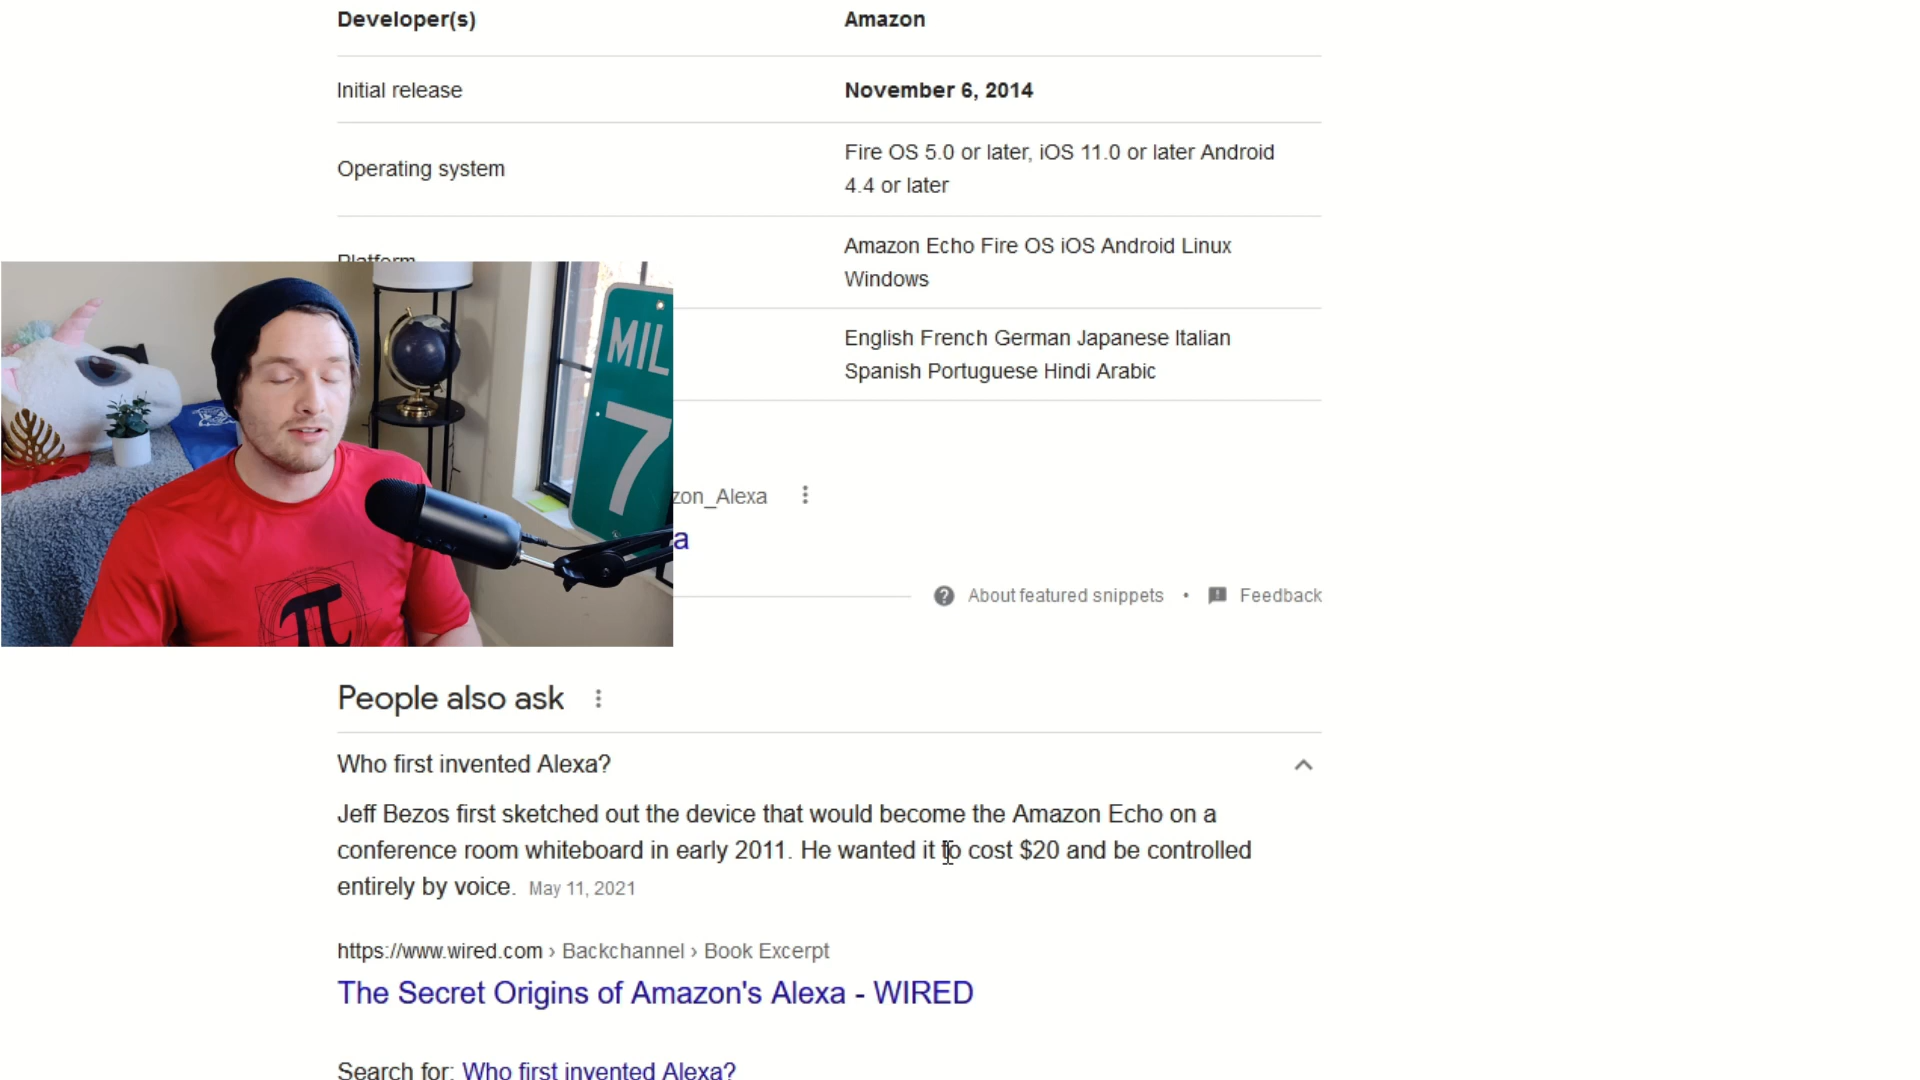 Developer(s) Amazon
Initial release November 6, 2014
Operating system Fire OS 5.0 or later, iOS 11.0 or later Android
4.4 or later
Platform Amazon Echo Fire OS iOS Android Linux
Windows
English French German Japanese Italian
Spanish Portuguese Hindi Arabic
MIL
7
π
zon_Alexa
a
About featured snippets • Feedback
People also ask
Who first invented Alexa?
Jeff Bezos first sketched out the device that would become the Amazon Echo on a
conference room whiteboard in early 2011. He wanted it to cost $20 and be controlled
entirely by voice. May 11, 2021
https://www.wired.com › Backchannel › Book Excerpt
The Secret Origins of Amazon's Alexa - WIRED
Search for: Who first invented Alexa?